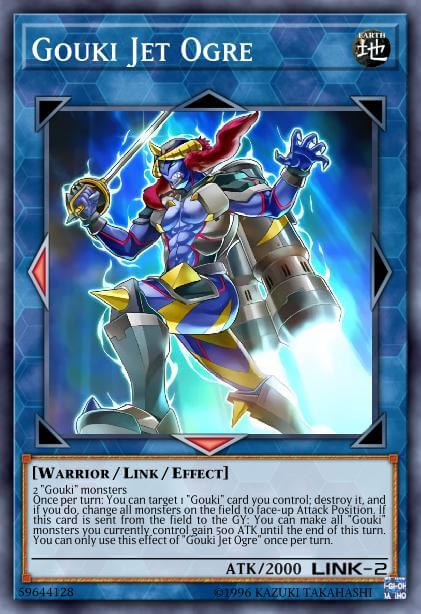 GOUKI JET OGRE
EARTH
地
[WARRIOR / LINK / EFFECT]
2 "Gouki" monsters
Once per turn: You can target 1 "Gouki" card you control; destroy it, and
if you do, change all monsters on the field to face-up Attack Position. If
this card is sent from the field to the GY: You can make all "Gouki"
monsters you currently control gain 500 ATK until the end of this turn.
You can only use this effect of "Gouki Jet Ogre" once per turn.
ATK/2000 LINK-2
59644128 ©1996 KAZUKI TAKAHASHI